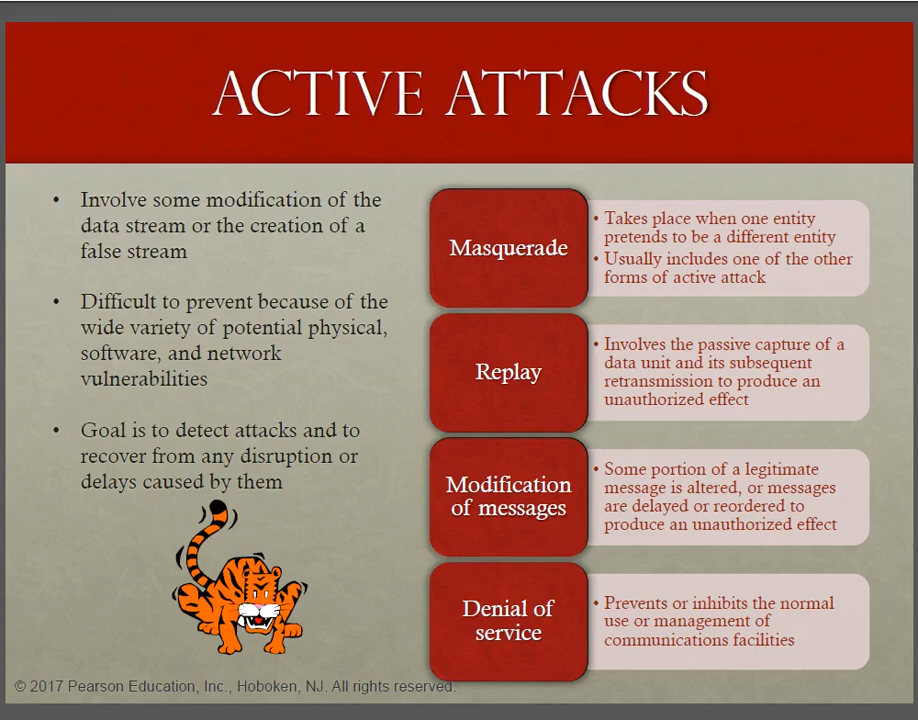 ACTIVE ATTACKS
• Involve some modification of the
data stream or the creation of a
false stream
• Difficult to prevent because of the
wide variety of potential physical,
software, and network
vulnerabilities
• Goal is to detect attacks and to
recover from any disruption or
delays caused by them
Masquerade
• Takes place when one entity
pretends to be a different entity
• Usually includes one of the other
forms of active attack
Replay
• Involves the passive capture of a
data unit and its subsequent
retransmission to produce an
unauthorized effect
Modification
of messages
• Some portion of a legitimate
message is altered, or messages
are delayed or reordered to
produce an unauthorized effect
Denial of
service
• Prevents or inhibits the normal
use or management of
communications facilities
© 2017 Pearson Education, Inc., Hoboken, NJ. All rights reserved.